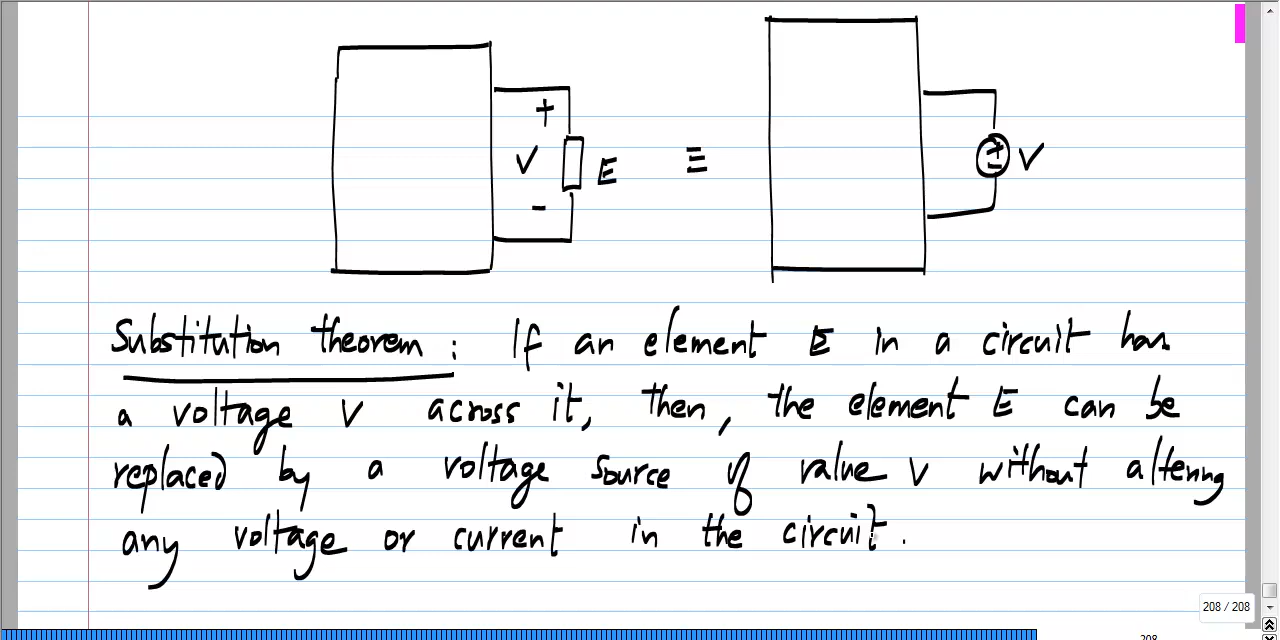 +
V E ≡ ± V
-
Substitution theorem : If an element E in a circuit has
a voltage V across it, then, the element E can be
replaced by a voltage source of value V without altering
any voltage or current in the circuit.
208 / 208
208